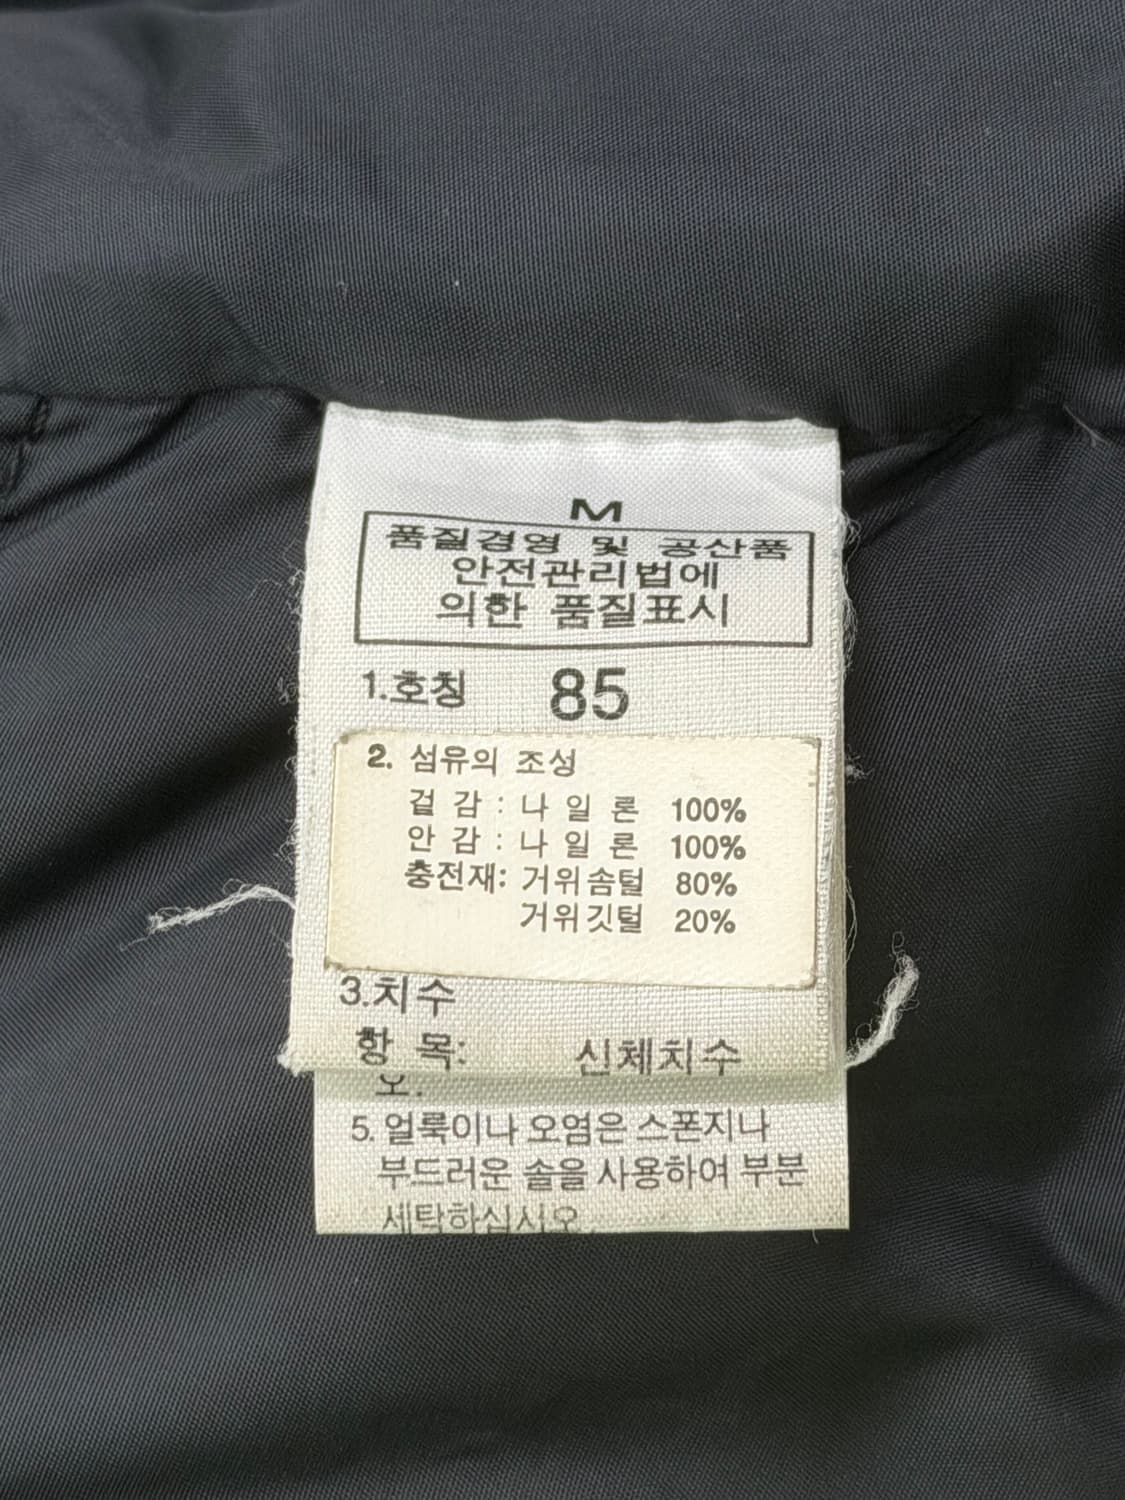 M
품질경영 및 공산품
안전관리법에
의한 품질표시
1.호칭 85
2. 섬유의 조성
겉 감 : 나 일 론 100%
안 감 : 나 일 론 100%
충전재: 거위솜털 80%
거위깃털 20%
3.치수
항 목: 신체치수
오.
5. 얼룩이나 오염은 스폰지나
부드러운 솔을 사용하여 부분
세탁하십시오.